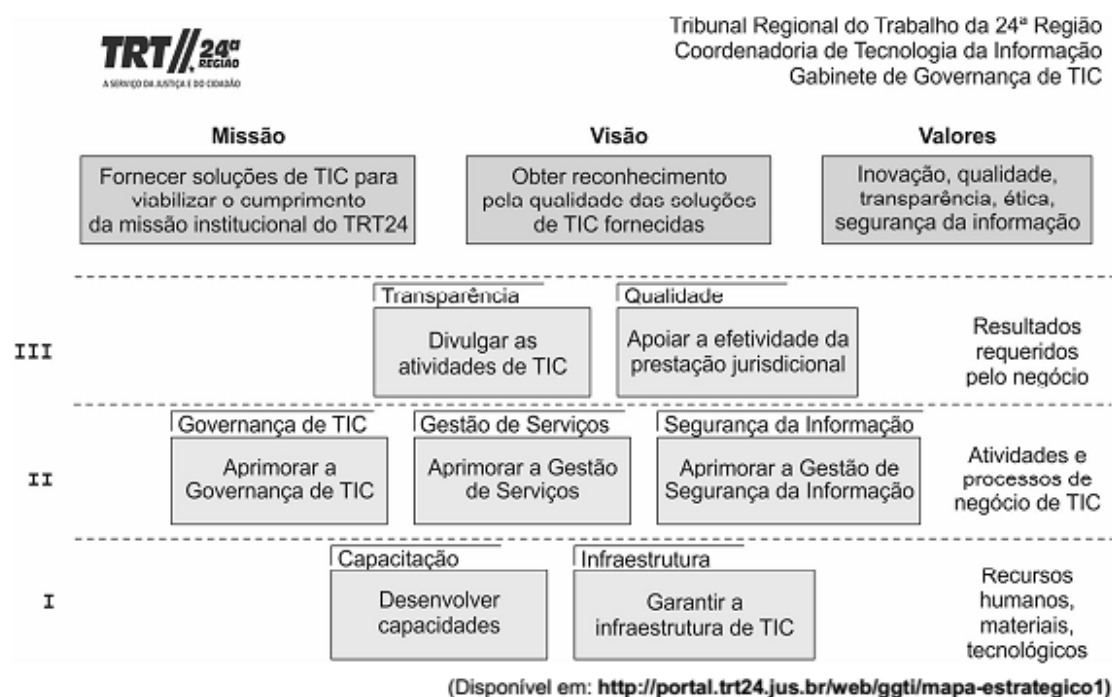 TRT// 24ª REGIÃO
A SERVIÇO DA JUSTIÇA E DO CIDADÃO
Tribunal Regional do Trabalho da 24ª Região
Coordenadoria de Tecnologia da Informação
Gabinete de Governança de TIC
Missão
Fornecer soluções de TIC para
viabilizar o cumprimento
da missão institucional do TRT24
Visão
Obter reconhecimento
pela qualidade das soluções
de TIC fornecidas
Valores
Inovação, qualidade,
transparência, ética,
segurança da informação
III
Transparência
Divulgar as
atividades de TIC
Qualidade
Apoiar a efetividade da
prestação jurisdicional
Resultados
requeridos
pelo negócio
II
Governança de TIC
Aprimorar a
Governança de TIC
Gestão de Serviços
Aprimorar a Gestão
de Serviços
Segurança da Informação
Aprimorar a Gestão de
Segurança da Informação
Atividades e
processos de
negócio de TIC
I
Capacitação
Desenvolver
capacidades
Infraestrutura
Garantir a
infraestrutura de TIC
Recursos
humanos,
materiais,
tecnológicos
(Disponível em: http://portal.trt24.jus.br/web/ggti/mapa-estrategico1)